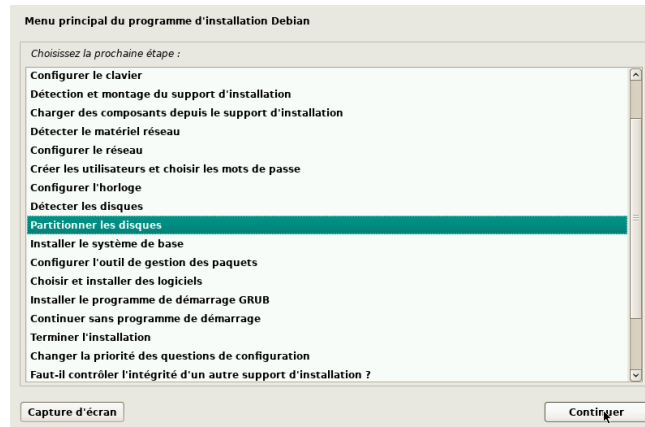 Menu principal du programme d'installation Debian
Choisissez la prochaine étape :
Configurer le clavier
Détection et montage du support d'installation
Charger des composants depuis le support d'installation
Détecter le matériel réseau
Configurer le réseau
Créer les utilisateurs et choisir les mots de passe
Configurer l'horloge
Détecter les disques
Partitionner les disques
Installer le système de base
Configurer l'outil de gestion des paquets
Choisir et installer des logiciels
Installer le programme de démarrage GRUB
Continuer sans programme de démarrage
Terminer l'installation
Changer la priorité des questions de configuration
Faut-il contrôler l'intégrité d'un autre support d'installation ?
Capture d'écran
Continuer